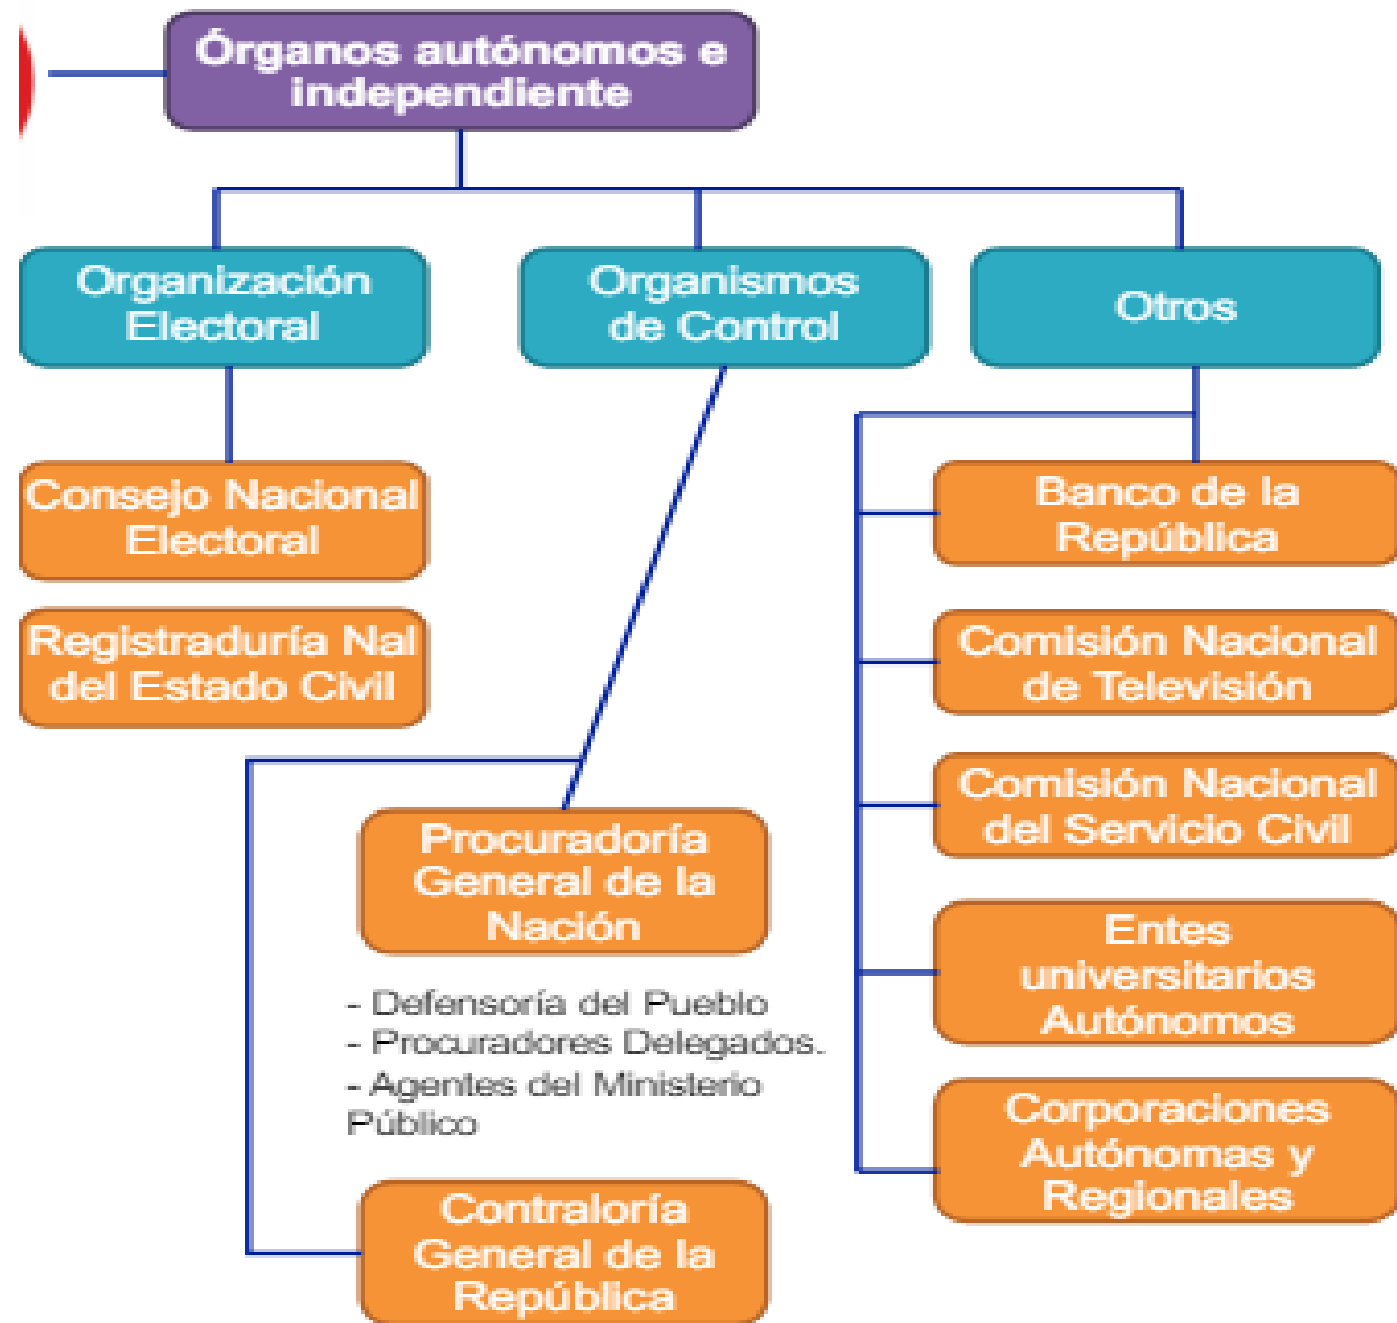 Órganos autónomos e
independiente
Organización
Electoral
Organismos
de Control
Otros
Consejo Nacional
Electoral
Registraduría Nal
del Estado Civil
Procuradoría
General de la
Nación
- Defensoría del Pueblo
- Procuradores Delegados.
- Agentes del Ministerio
Público
Contraloría
General de la
República
Banco de la
República
Comisión Nacional
de Televisión
Comisión Nacional
del Servicio Civil
Entes
universitarios
Autónomos
Corporaciones
Autónomas y
Regionales